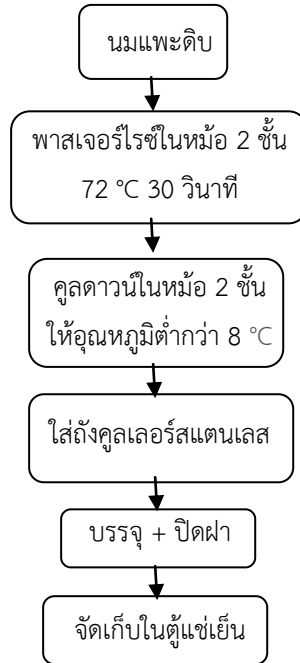 นมแพะดิบ
พาสเจอร์ไรซ์ในหม้อ 2 ชั้น
72 °C 30 วินาที
คูลดาวน์ในหม้อ 2 ชั้น
ให้อุณหภูมิต่ำกว่า 8 °C
ใส่ถังคูลเลอร์สแตนเลส
บรรจุ + ปิดฝา
จัดเก็บในตู้แช่เย็น